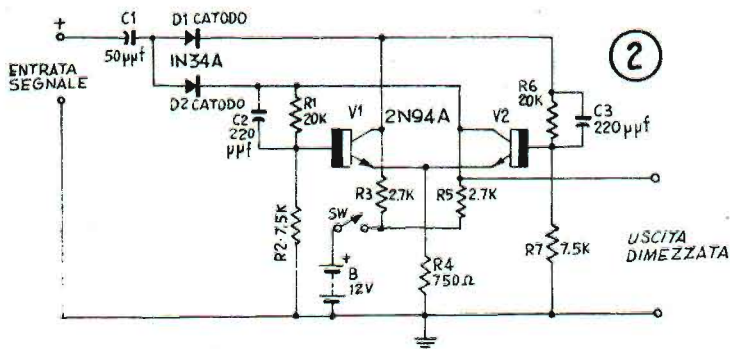 C1
D1 CATODO
2
+
50µµf
1N34A
ENTRATA
SEGNALE
D2 CATODO
R6
20K
C2
220
µµf
R1
20K
V1
2N94A
V2
C3
220µµf
R3
2.7K
R5
2.7K
SW
R2-7.5K
+
B
12V
R4
750Ω
R7
7.5K
USCITA
DIMEZZATA